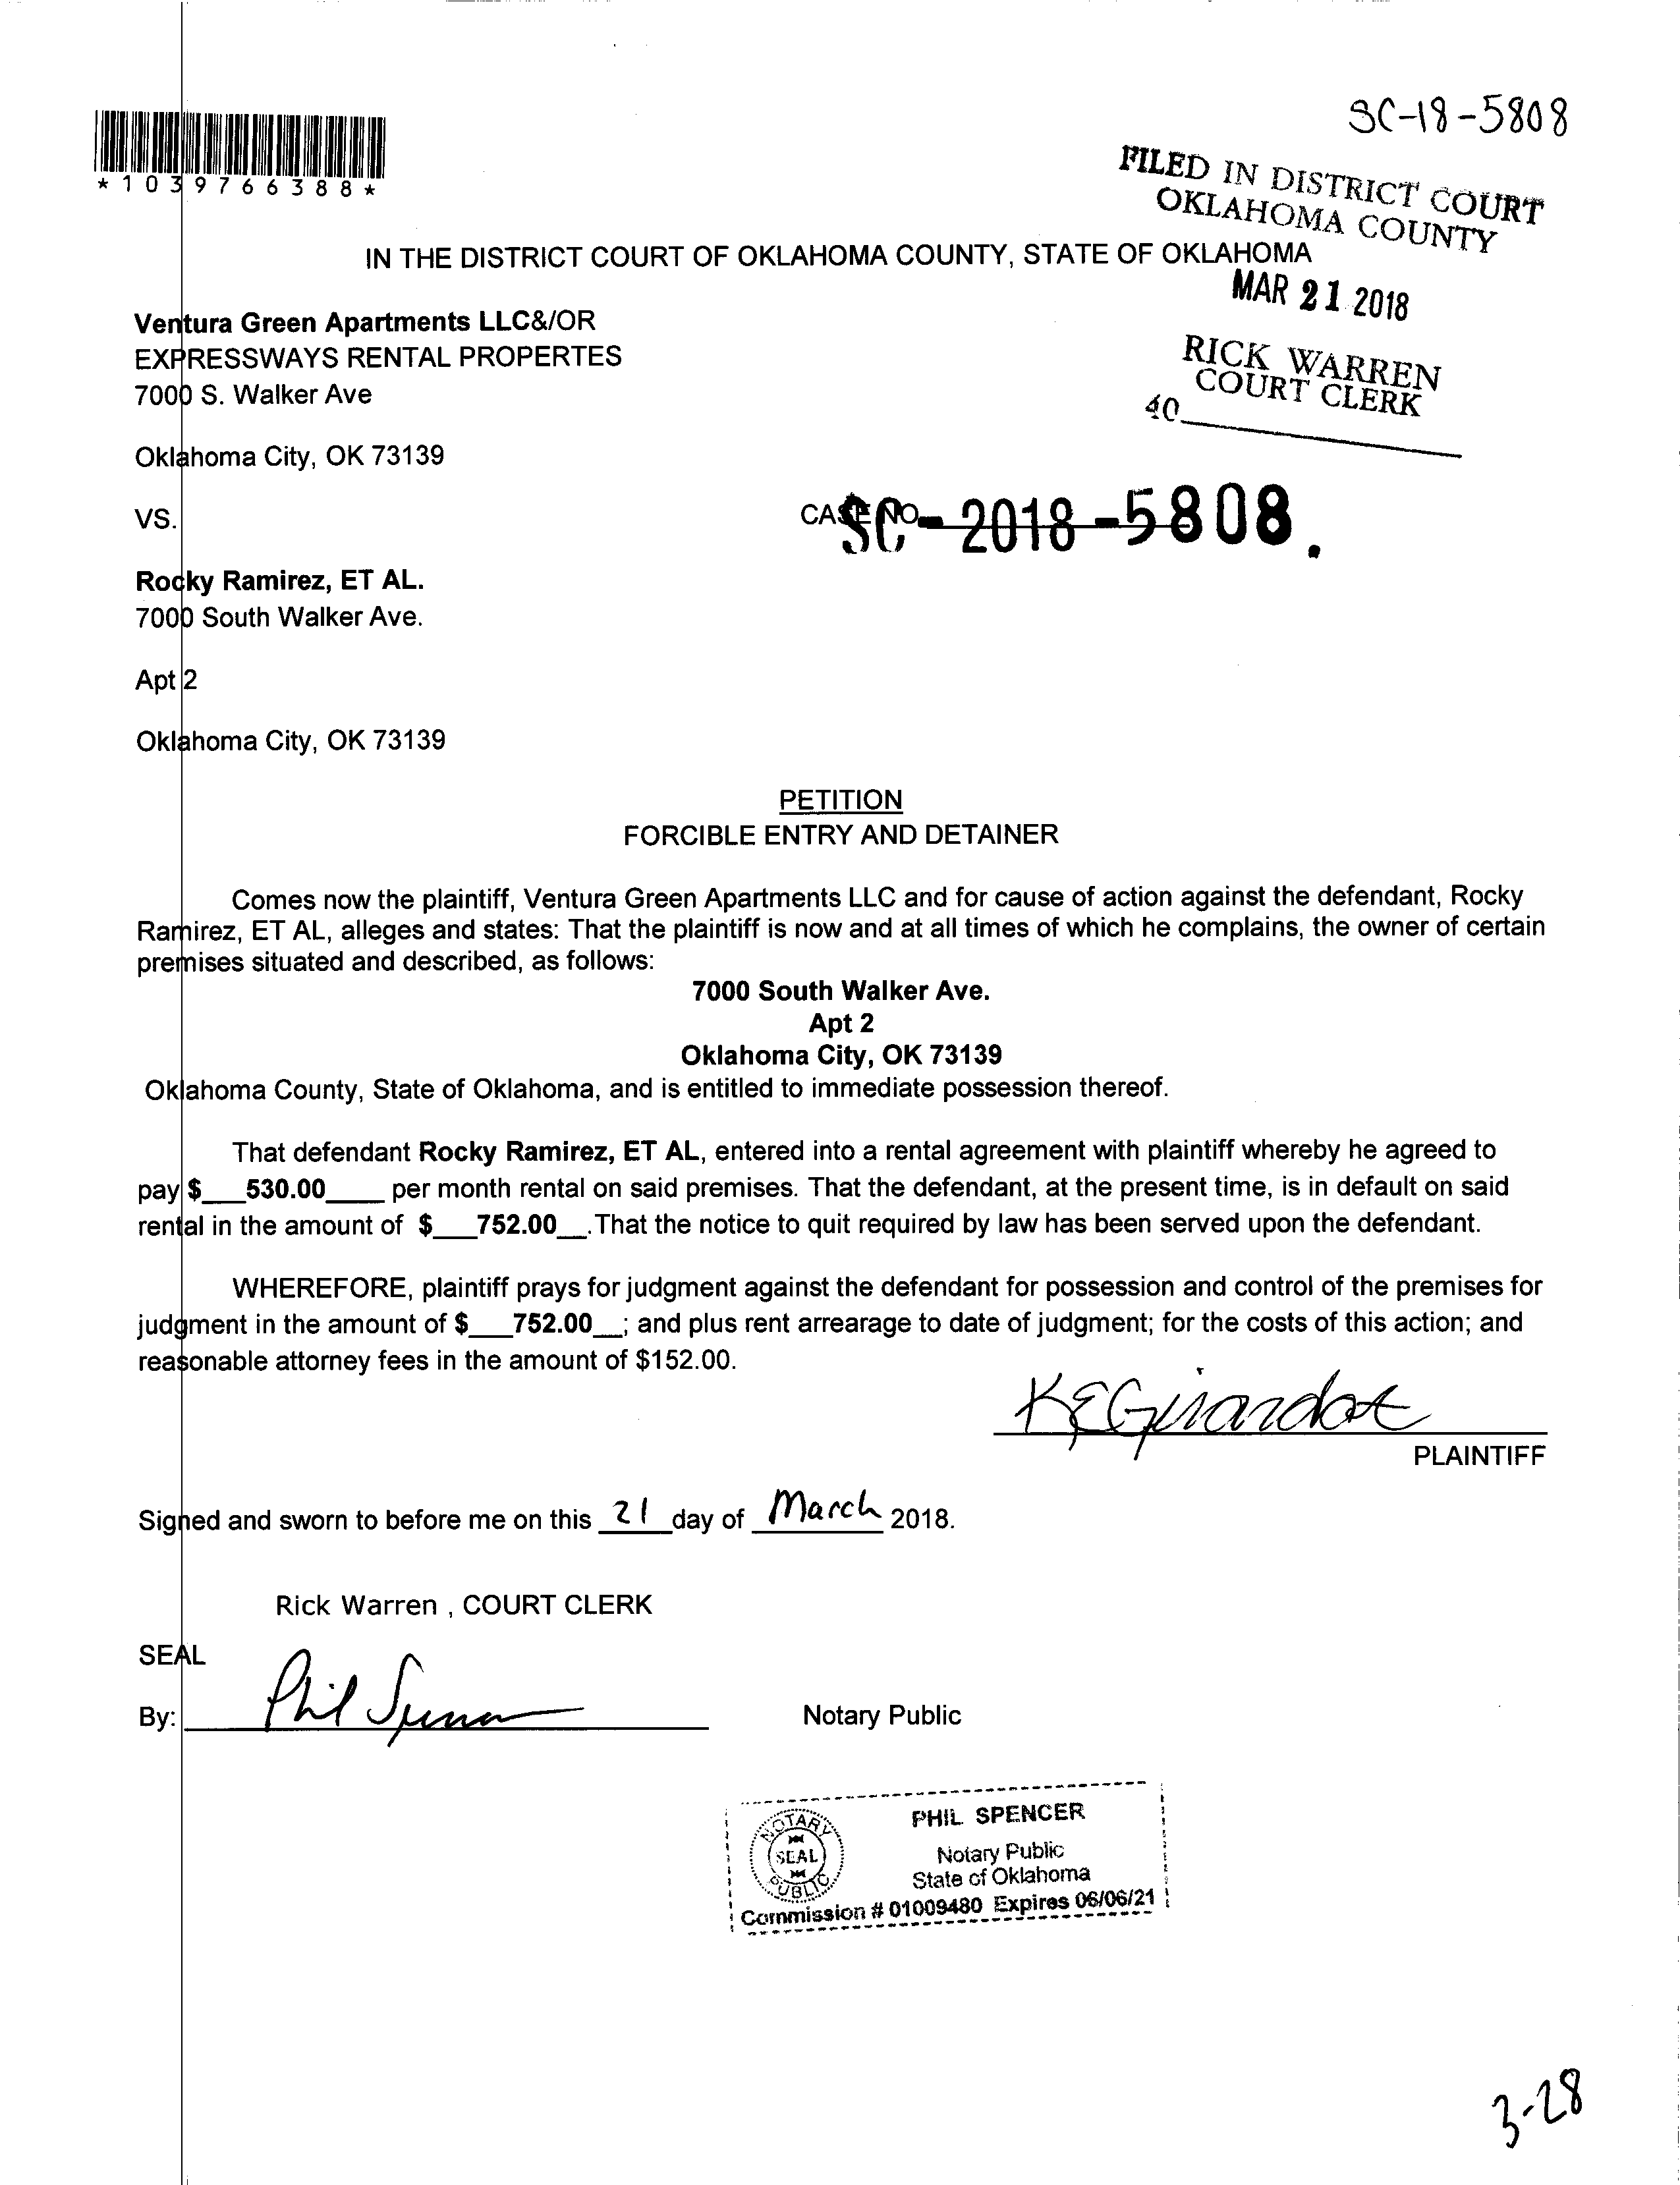 SC-18-5808
*1039766388*
FILED IN DISTRICT COURT
OKLAHOMA COUNTY
IN THE DISTRICT COURT OF OKLAHOMA COUNTY, STATE OF OKLAHOMA
MAR 21 2018
Ventura Green Apartments LLC&/OR
EXPRESSWAYS RENTAL PROPERTES
7000 S. Walker Ave
RICK WARREN
COURT CLERK
40
Oklahoma City, OK 73139
VS.
CASE NO.
SC-2018-5808.
Rocky Ramirez, ET AL.
7000 South Walker Ave.
Apt 2
Oklahoma City, OK 73139
PETITION
FORCIBLE ENTRY AND DETAINER
Comes now the plaintiff, Ventura Green Apartments LLC and for cause of action against the defendant, Rocky
Ramirez, ET AL, alleges and states: That the plaintiff is now and at all times of which he complains, the owner of certain
premises situated and described, as follows:
7000 South Walker Ave.
Apt 2
Oklahoma City, OK 73139
Oklahoma County, State of Oklahoma, and is entitled to immediate possession thereof.
That defendant Rocky Ramirez, ET AL, entered into a rental agreement with plaintiff whereby he agreed to
pay $___530.00____ per month rental on said premises. That the defendant, at the present time, is in default on said
rental in the amount of $___752.00__. That the notice to quit required by law has been served upon the defendant.
WHEREFORE, plaintiff prays for judgment against the defendant for possession and control of the premises for
judgment in the amount of $___752.00__; and plus rent arrearage to date of judgment; for the costs of this action; and
reasonable attorney fees in the amount of $152.00.
KEGirardot
PLAINTIFF
Signed and sworn to before me on this 21 day of March 2018.
Rick Warren , COURT CLERK
SEAL
By: Phil Spencer
Notary Public
NOTARY
SEAL
PUBLIC
PHIL SPENCER
Notary Public
State of Oklahoma
Commission # 01009480 Expires 06/06/21
3-28